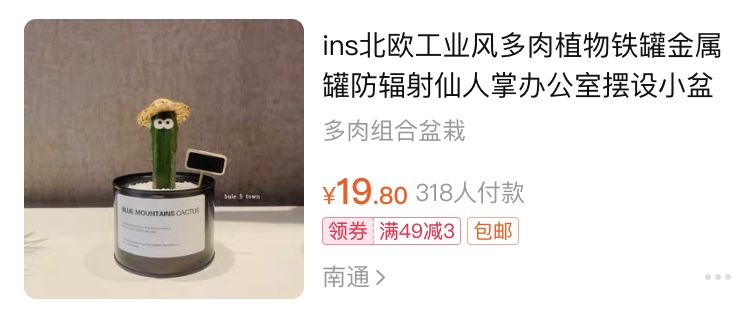 ins北欧工业风多肉植物铁罐金属
罐防辐射仙人掌办公室摆设小盆
多肉组合盆栽
¥19.80 318人付款
领券 满49减3 包邮
南通
BLUE MOUNTAINS CACTUS
bule S town